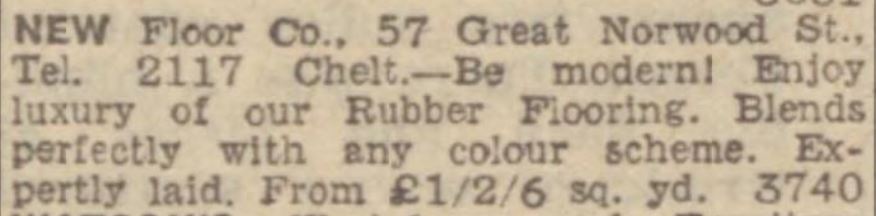 NEW Floor Co., 57 Great Norwood St.,
Tel. 2117 Chelt.—Be modern! Enjoy
luxury of our Rubber Flooring. Blends
perfectly with any colour scheme. Ex-
pertly laid. From £1/2/6 sq. yd. 3740